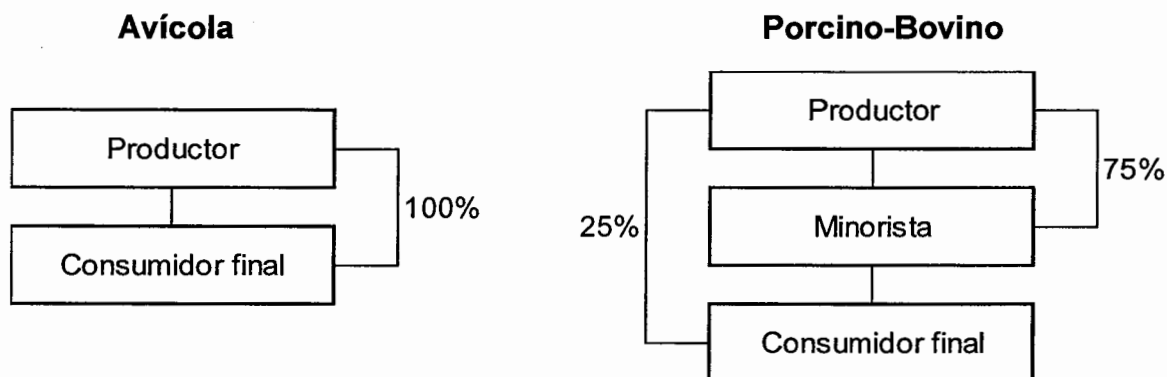 Avícola
Productor
100%
Consumidor final
Porcino-Bovino
Productor
75%
25%
Minorista
Consumidor final